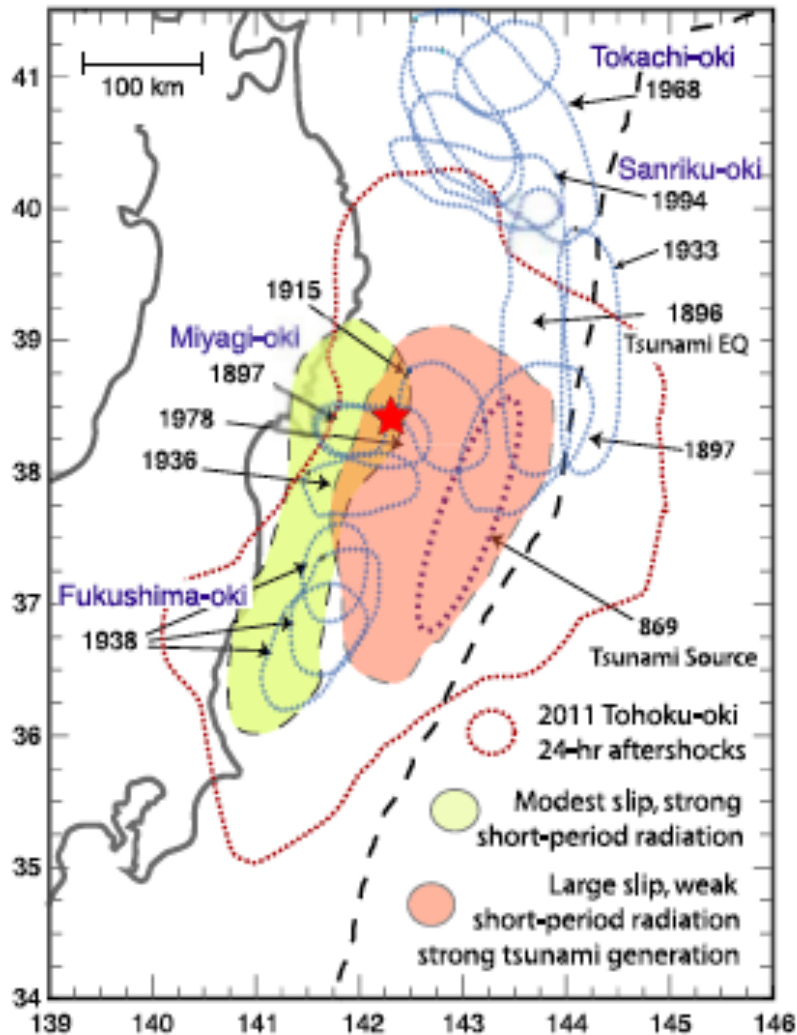 41
40
39
38
37
36
35
34
139
140
141
142
143
144
145
146
100 km
Tokachi-oki
1968
Sanriku-oki
1994
1933
1915
1896
Tsunami EQ
Miyagi-oki
1897
1978
1936
1897
Fukushima-oki
1938
869
Tsunami Source
2011 Tohoku-oki
24-hr aftershocks
Modest slip, strong
short-period radiation
Large slip, weak
short-period radiation
strong tsunami generation